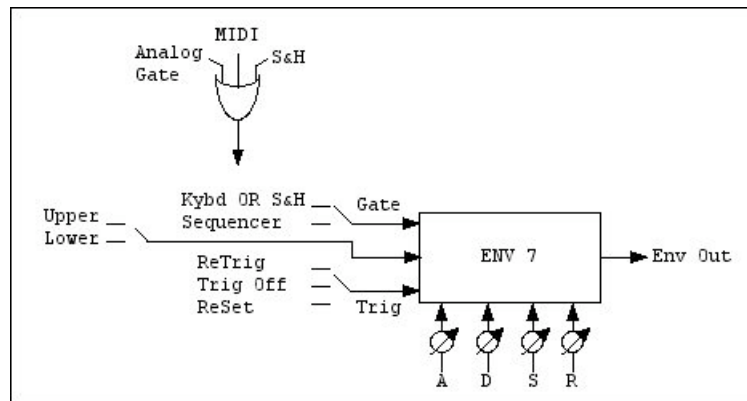 MIDI
Analog
Gate
S&H
Kybd OR S&H
Sequencer
Gate
Upper
Lower
ReTrig
Trig Off
ReSet
Trig
ENV 7
Env Out
A D S R